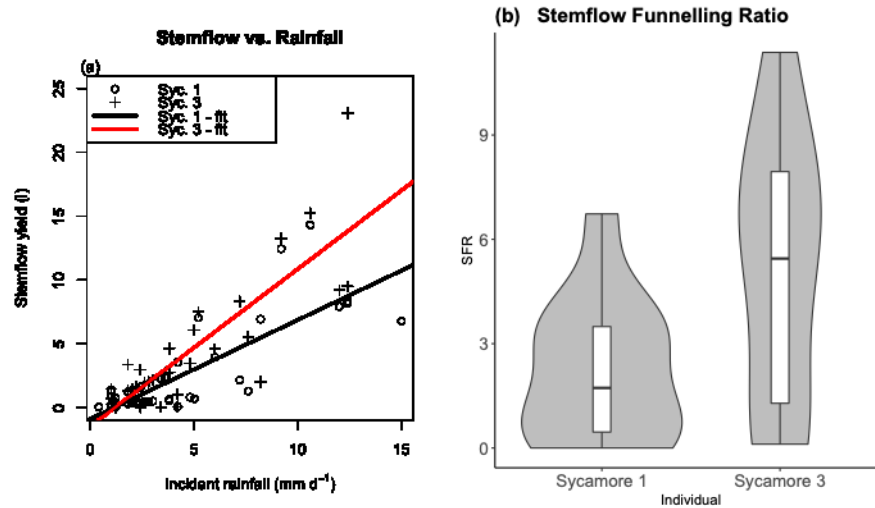 Stemflow vs. Rainfall
(a)
Syc. 1
Syc. 3
Syc. 1 - fit
Syc. 3 - fit
25
20
15
10
5
0
Stemflow yield (l)
0 5 10 15
Incident rainfall (mm d⁻¹)
(b) Stemflow Funnelling Ratio
9
6
3
0
SFR
Sycamore 1 Sycamore 3
Individual